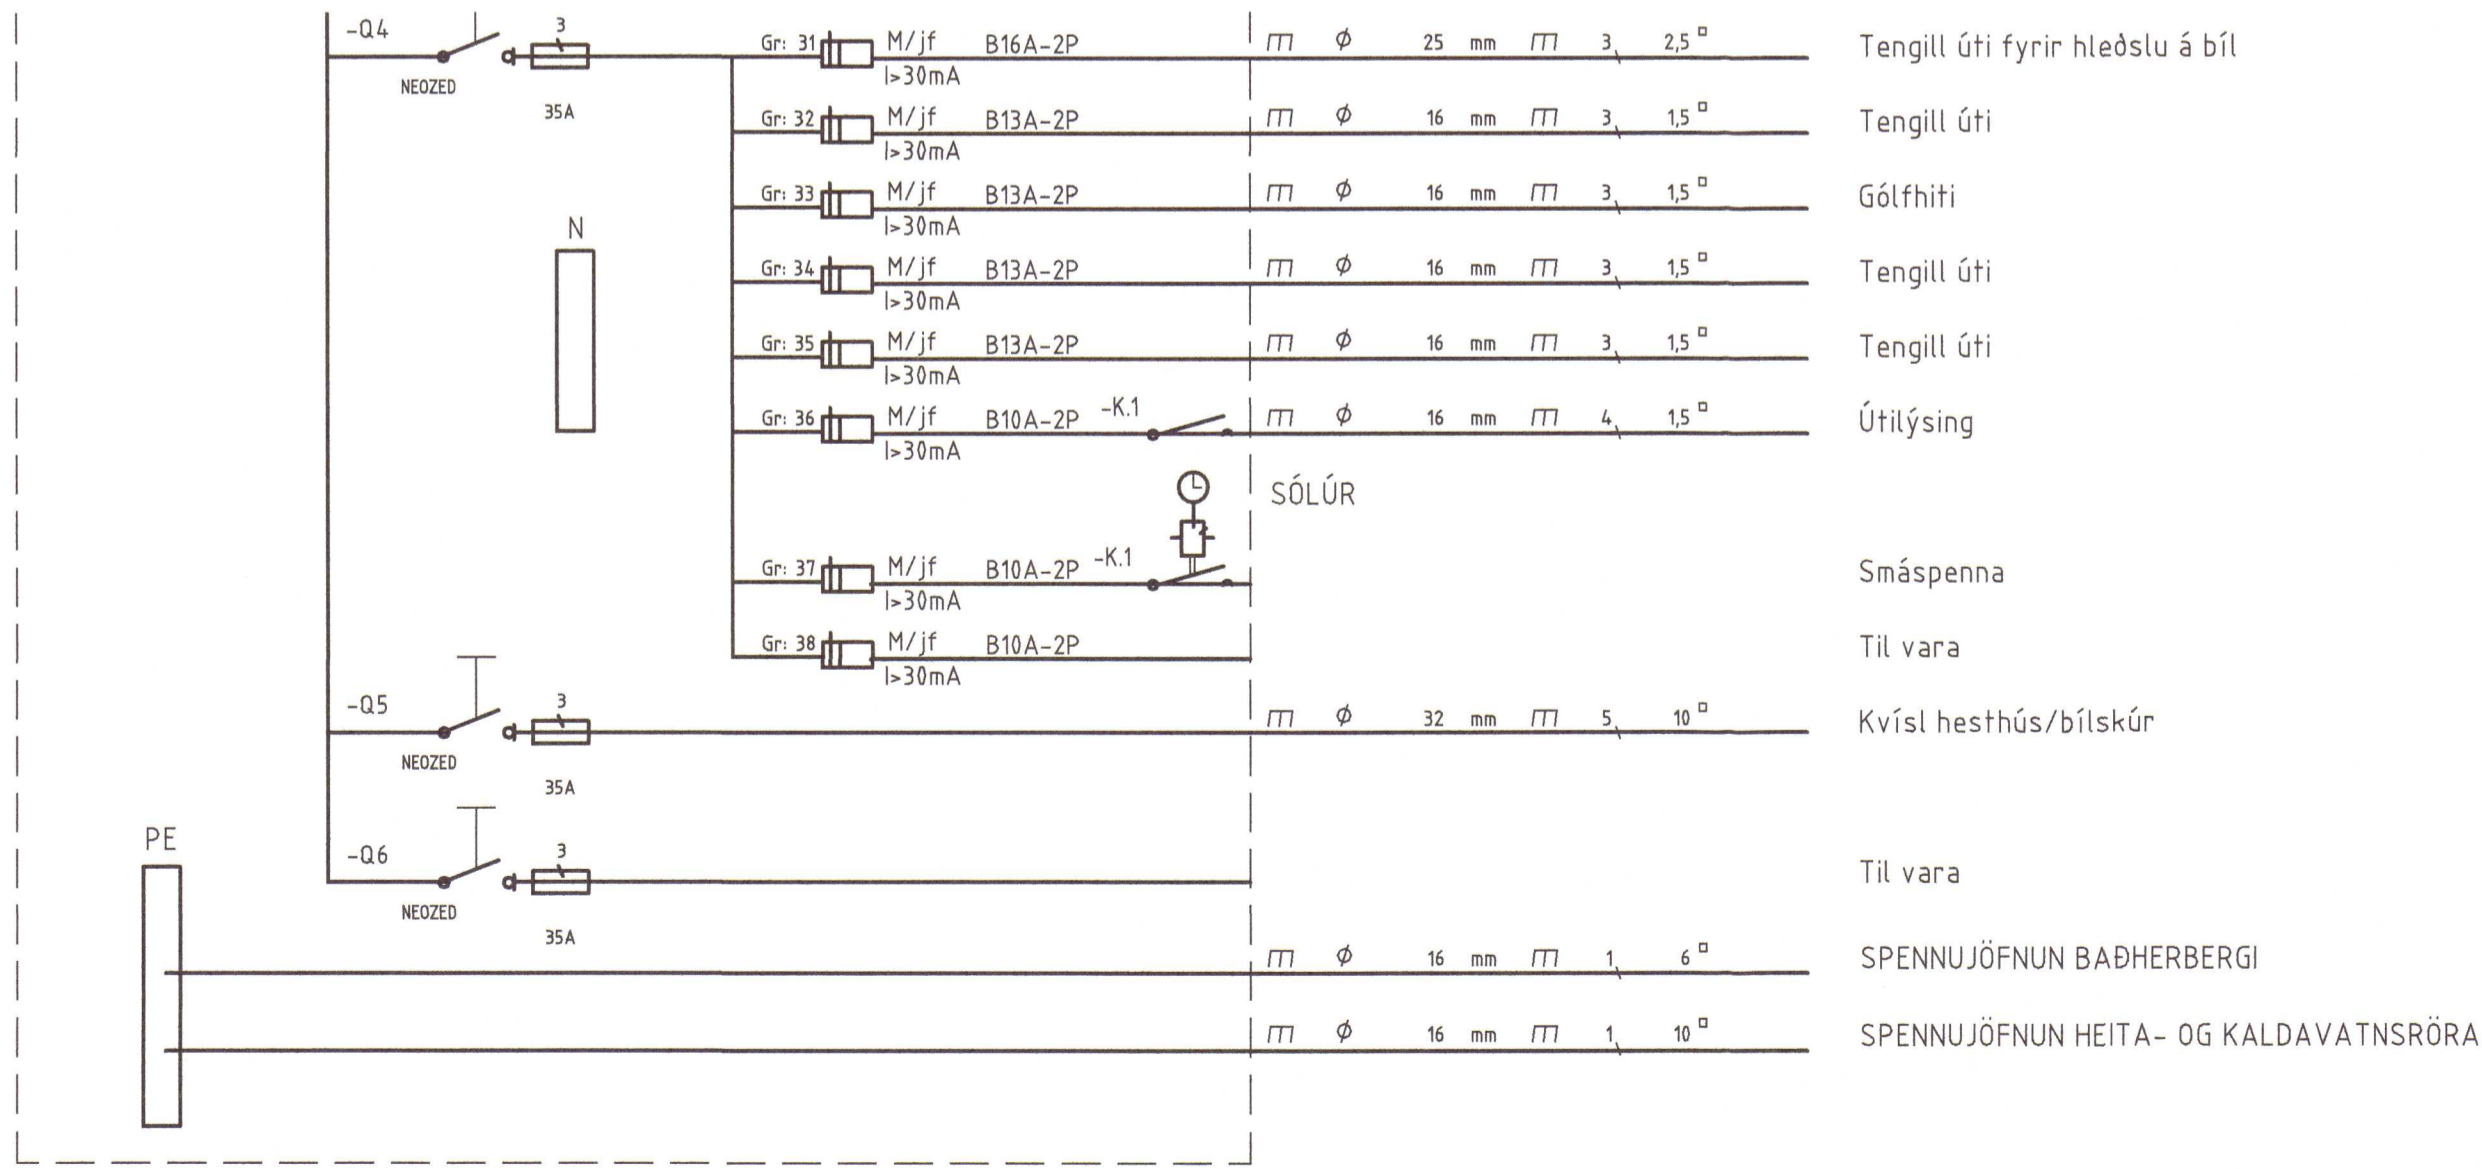 -Q4 3 Gr: 31 M/jf B16A-2P Ø 25 mm 3 2,5 Tengill úti fyrir hleðslu á bíl
NEOZED I>30mA
35A Gr: 32 M/jf B13A-2P Ø 16 mm 3 1,5 Tengill úti
I>30mA
Gr: 33 M/jf B13A-2P Ø 16 mm 3 1,5 Gólfhiti
N I>30mA
Gr: 34 M/jf B13A-2P Ø 16 mm 3 1,5 Tengill úti
I>30mA
Gr: 35 M/jf B13A-2P Ø 16 mm 3 1,5 Tengill úti
I>30mA
Gr: 36 M/jf B10A-2P -K.1 Ø 16 mm 4 1,5 Útilýsing
I>30mA
SÓLÚR
Gr: 37 M/jf B10A-2P -K.1 Smáspenna
I>30mA
Gr: 38 M/jf B10A-2P Til vara
I>30mA
-Q5 3 Ø 32 mm 5 10 Kvísl hesthús/bílskúr
NEOZED
35A
PE
-Q6 3 Til vara
NEOZED
35A
Ø 16 mm 1 6 SPENNUJÖFNUN BAÐHERBERGI
Ø 16 mm 1 10 SPENNUJÖFNUN HEITA- OG KALDAVATNSRÖRA